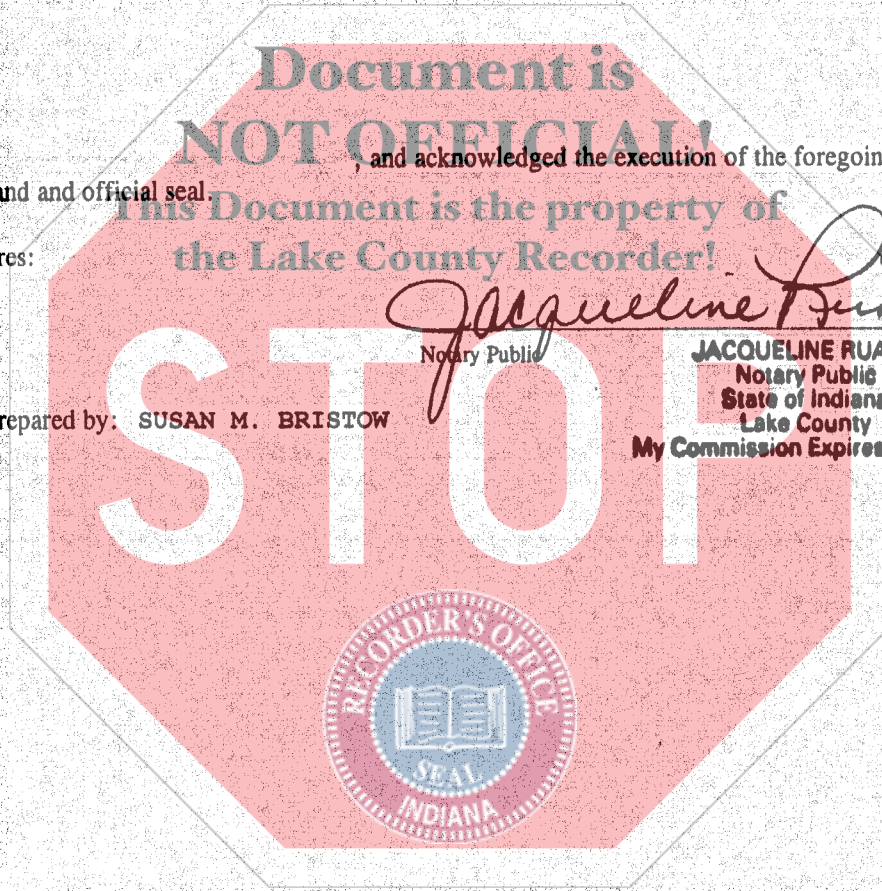 Document is
NOT OFFICIAL!
, and acknowledged the execution of the foregoin
and and official seal.
This Document is the property of
res:
the Lake County Recorder!
Jacqueline
Notary Public
JACQUELINE RUA
Notary Public
State of Indiana
Lake County
My Commission Expires
repared by: SUSAN M. BRISTOW
STOP
RECORDER'S OFFICE
SEAL
INDIANA